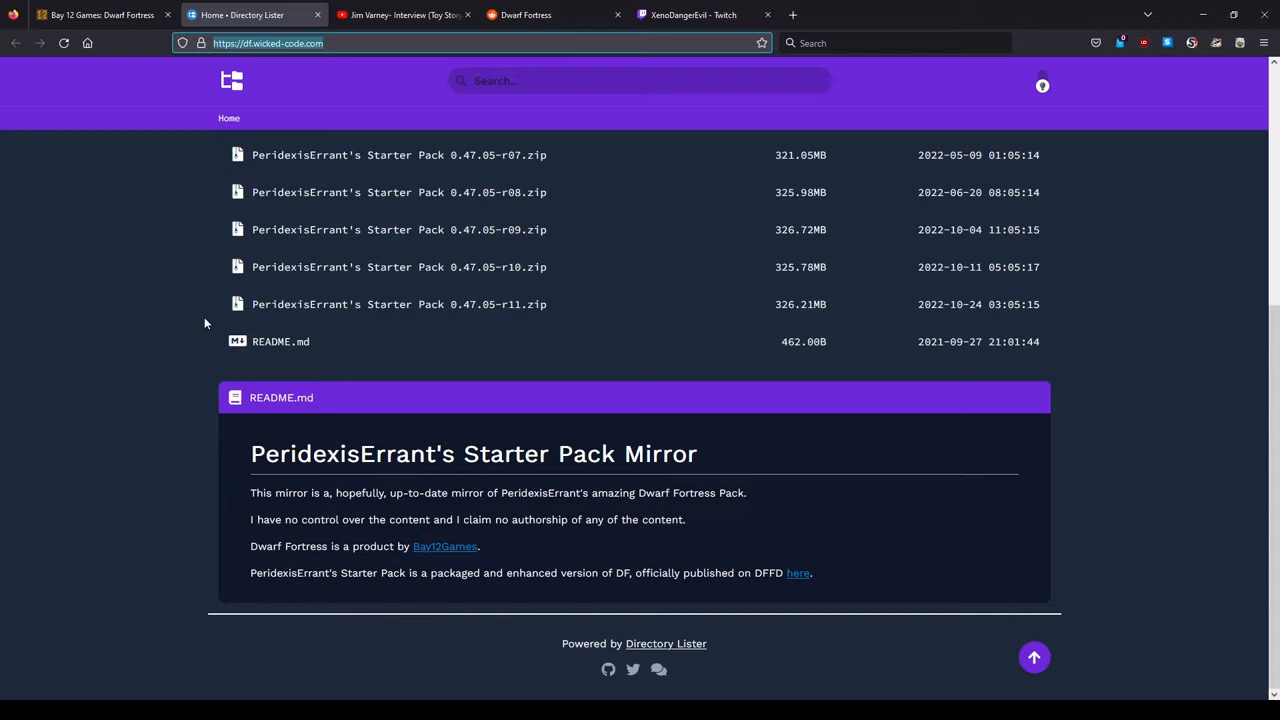 12 Bay 12 Games: Dwarf Fortress
Home • Directory Lister
Jim Varney- Interview (Toy Story
Dwarf Fortress
XenoDangerEvil - Twitch
https://df.wicked-code.com
Search
0
Search...
Home
PeridexisErrant's Starter Pack 0.47.05-r07.zip 321.05MB 2022-05-09 01:05:14
PeridexisErrant's Starter Pack 0.47.05-r08.zip 325.98MB 2022-06-20 08:05:14
PeridexisErrant's Starter Pack 0.47.05-r09.zip 326.72MB 2022-10-04 11:05:15
PeridexisErrant's Starter Pack 0.47.05-r10.zip 325.78MB 2022-10-11 05:05:17
PeridexisErrant's Starter Pack 0.47.05-r11.zip 326.21MB 2022-10-24 03:05:15
README.md 462.00B 2021-09-27 21:01:44
README.md
PeridexisErrant's Starter Pack Mirror
This mirror is a, hopefully, up-to-date mirror of PeridexisErrant's amazing Dwarf Fortress Pack.
I have no control over the content and I claim no authorship of any of the content.
Dwarf Fortress is a product by Bay12Games.
PeridexisErrant's Starter Pack is a packaged and enhanced version of DF, officially published on DFFD here.
Powered by Directory Lister